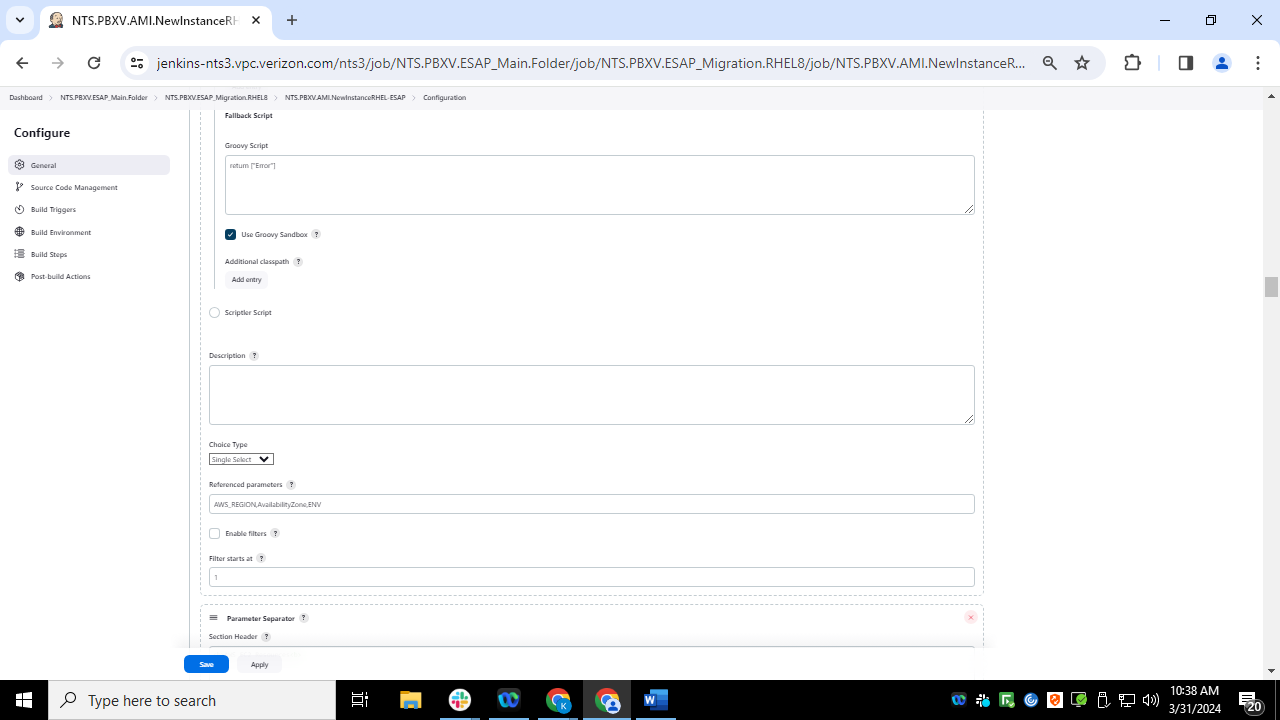 NTS.PBXV.AMI.NewInstanceRH
jenkins-nts3.vpc.verizon.com/nts3/job/NTS.PBXV.ESAP_Main.Folder/job/NTS.PBXV.ESAP_Migration.RHEL8/job/NTS.PBXV.AMI.NewInstanceR...
Dashboard > NTS.PBXV.ESAP_Main.Folder > NTS.PBXV.ESAP_Migration.RHEL8 > NTS.PBXV.AMI.NewInstanceRHEL-ESAP > Configuration
Configure
General
Source Code Management
Build Triggers
Build Environment
Build Steps
Post-build Actions
Fallback Script
Groovy Script
return ["Error"]
Use Groovy Sandbox ?
Additional classpath ?
Add entry
Scriptler Script
Description ?
Choice Type
Single Select
Referenced parameters ?
AWS_REGION,AvailabilityZone,ENV
Enable filters ?
Filter starts at ?
1
Parameter Separator ?
Section Header ?
Save Apply
Type here to search
10:38 AM
3/31/2024
20